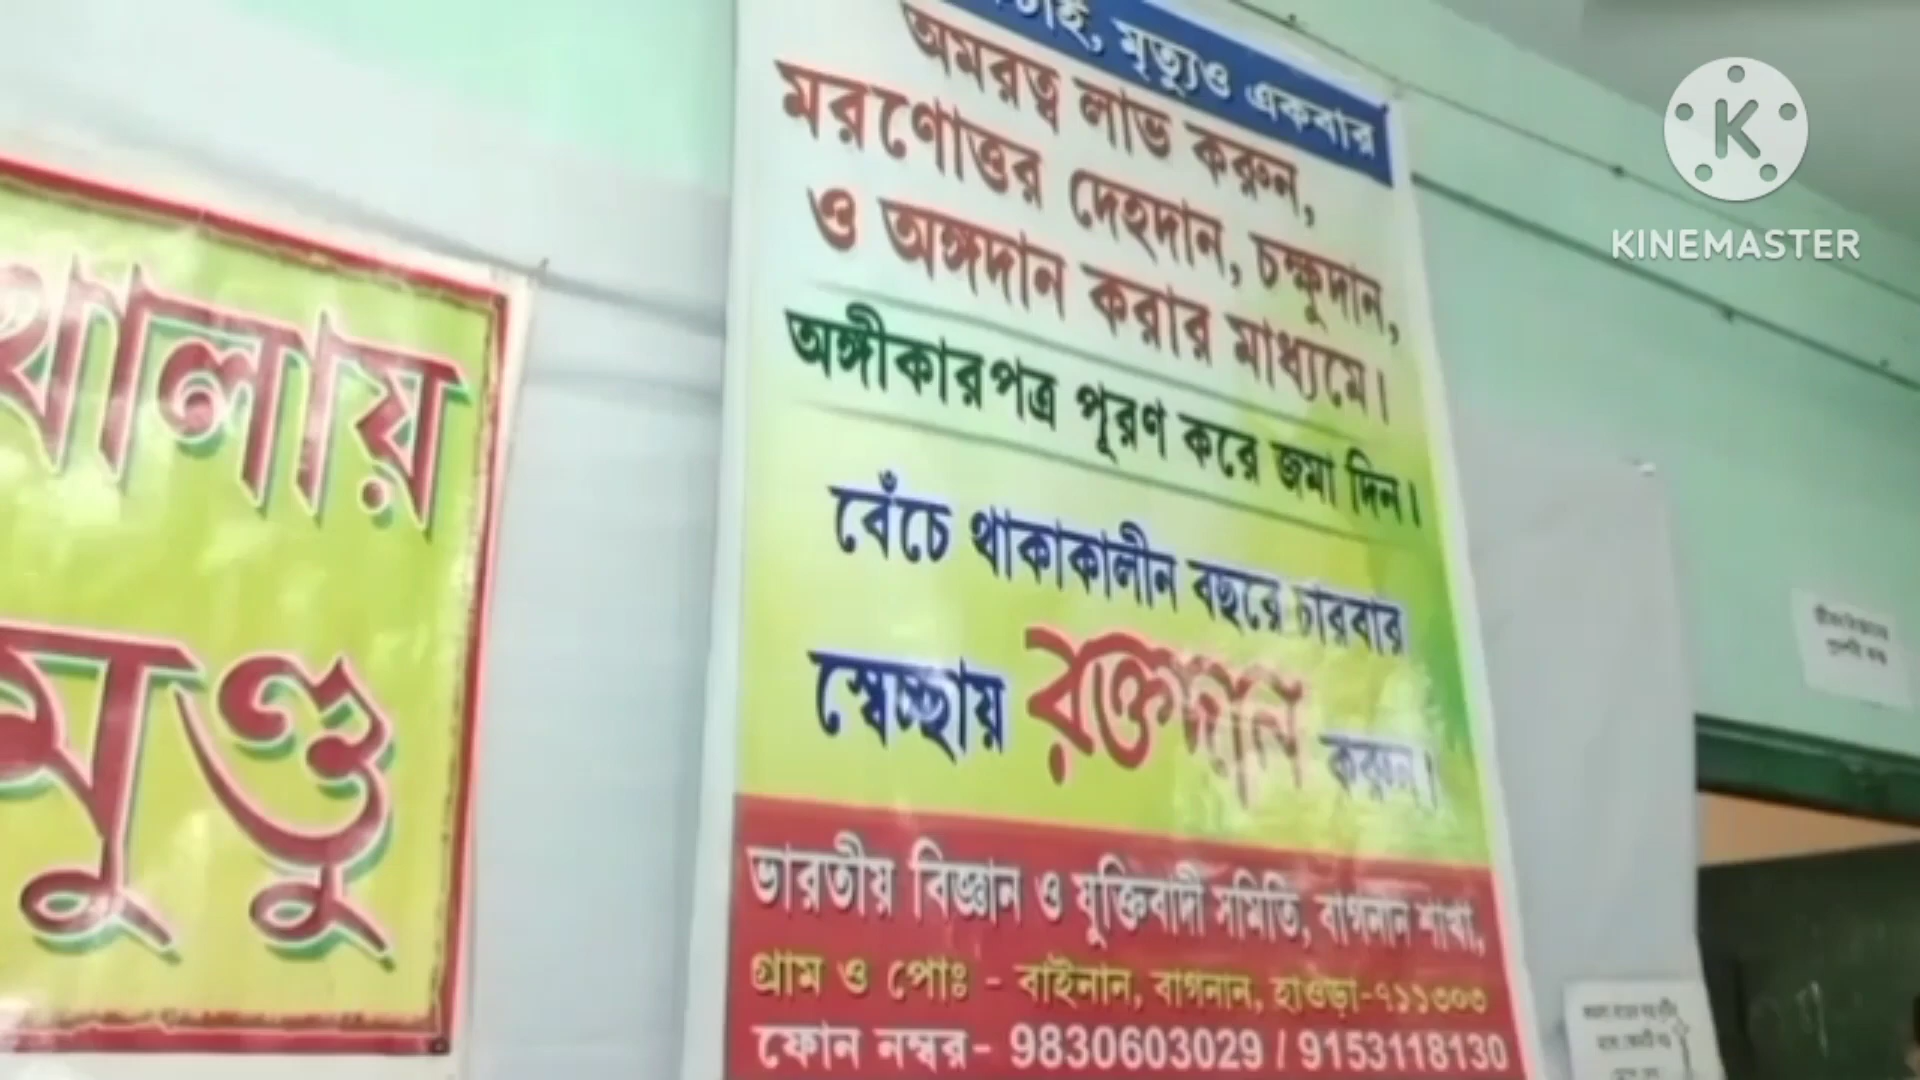 খালায়
মুণ্ডু
মৃত্যুও একবার
অমরত্ব লাভ করুন,
মরণোত্তর দেহদান, চক্ষুদান,
ও অঙ্গদান করার মাধ্যমে।
অঙ্গীকারপত্র পূরণ করে জমা দিন।
বেঁচে থাকাকালীন বছরে চারবার
স্বেচ্ছায় রক্তদান করুন।
ভারতীয় বিজ্ঞান ও যুক্তিবাদী সমিতি, বাগনান শাখা,
গ্রাম ও পোঃ - বাইনান, বাগনান, হাওড়া-৭১১৩০৩
ফোন নম্বর- 9830603029 / 9153118130
KINEMASTER